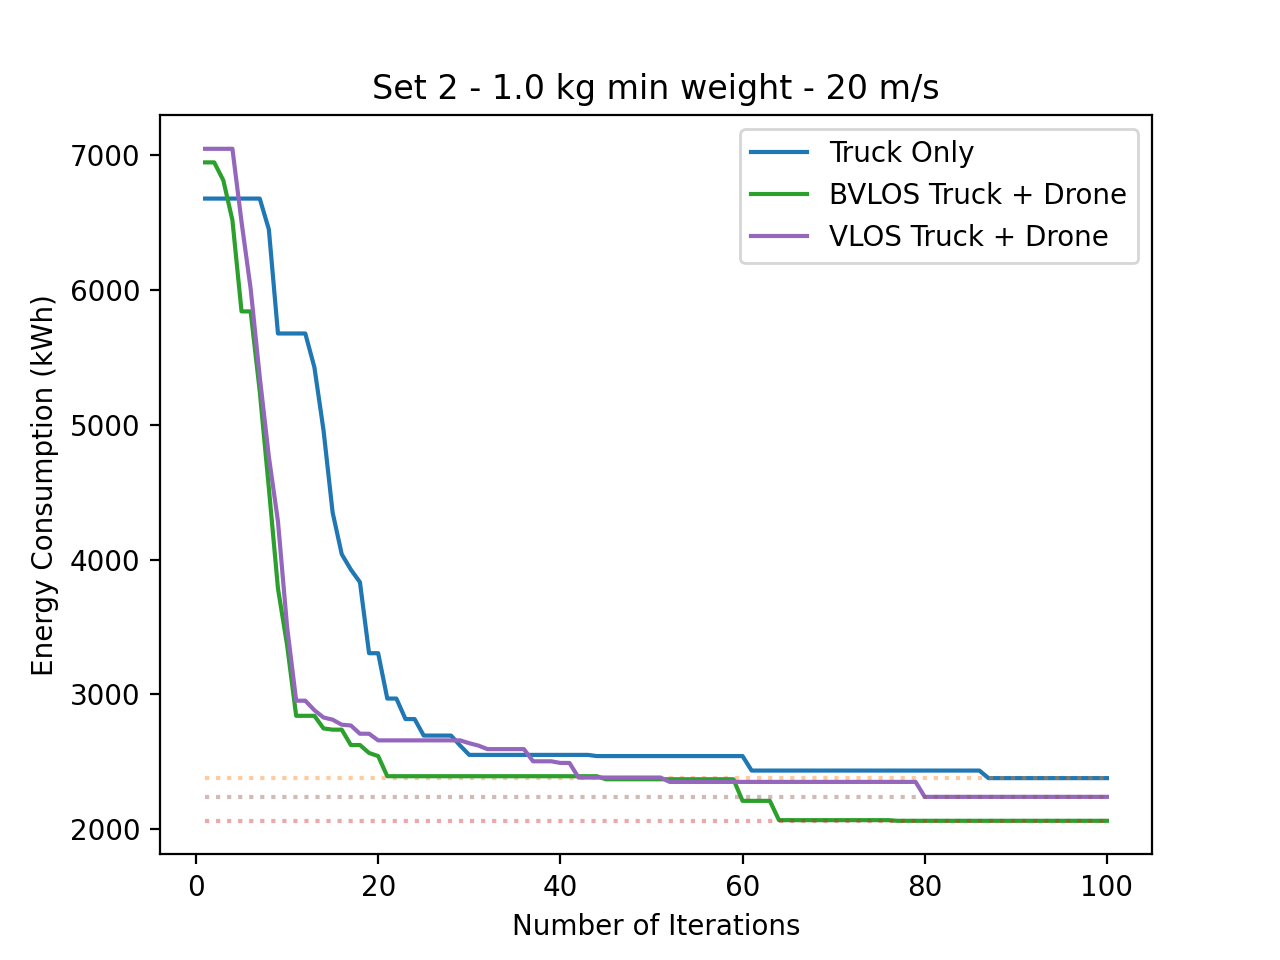 Set 2 - 1.0 kg min weight - 20 m/s
Truck Only
BVLOS Truck + Drone
VLOS Truck + Drone
Energy Consumption (kWh)
7000
6000
5000
4000
3000
2000
0 20 40 60 80 100
Number of Iterations